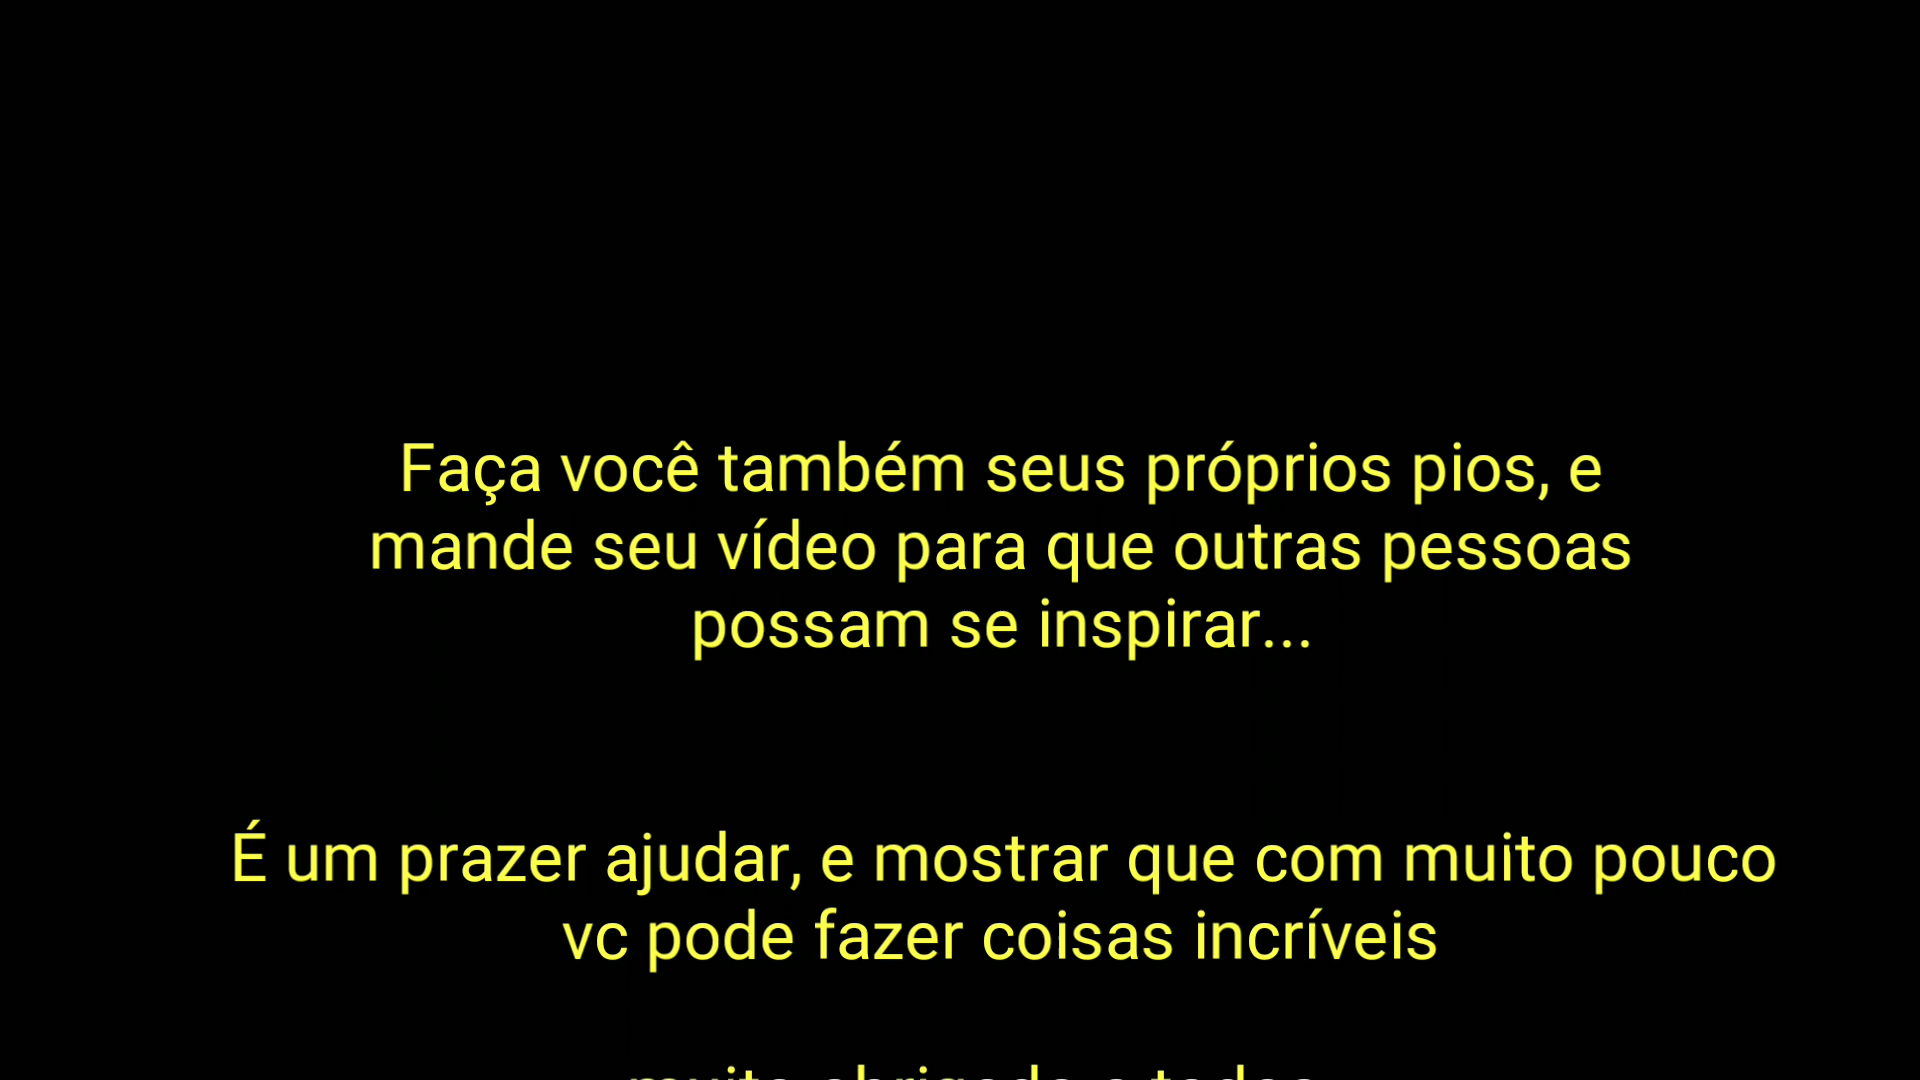 Faça você também seus próprios pios, e
mande seu vídeo para que outras pessoas
possam se inspirar...
É um prazer ajudar, e mostrar que com muito pouco
vc pode fazer coisas incríveis